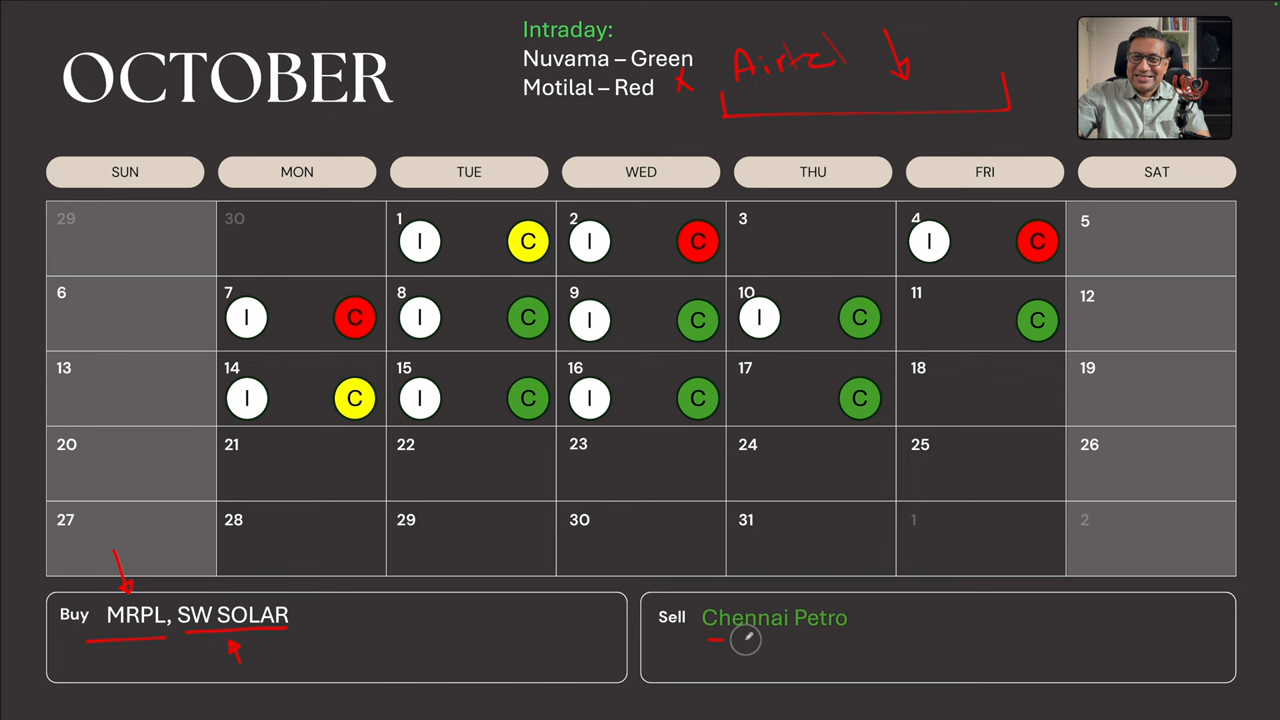 Intraday:
OCTOBER
Nuvama – Green
Motilal – Red x
Airtel
SUN MON TUE WED THU FRI SAT
29 30 1 I C 2 I C 3 4 I C 5
6 7 I C 8 I C 9 I C 10 I C 11 C 12
13 14 I C 15 I C 16 I C 17 C 18 19
20 21 22 23 24 25 26
27 28 29 30 31 1 2
Buy MRPL, SW SOLAR
Sell Chennai Petro